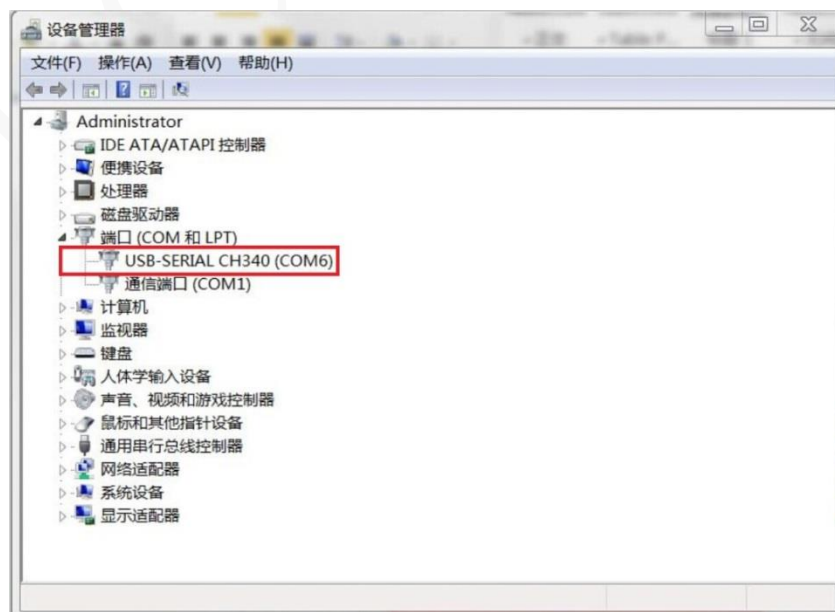 设备管理器
文件(F) 操作(A) 查看(V) 帮助(H)
Administrator
IDE ATA/ATAPI 控制器
便携设备
处理器
磁盘驱动器
端口 (COM 和 LPT)
USB-SERIAL CH340 (COM6)
通信端口 (COM1)
计算机
监视器
键盘
人体学输入设备
声音、视频和游戏控制器
鼠标和其他指针设备
通用串行总线控制器
网络适配器
系统设备
显示适配器